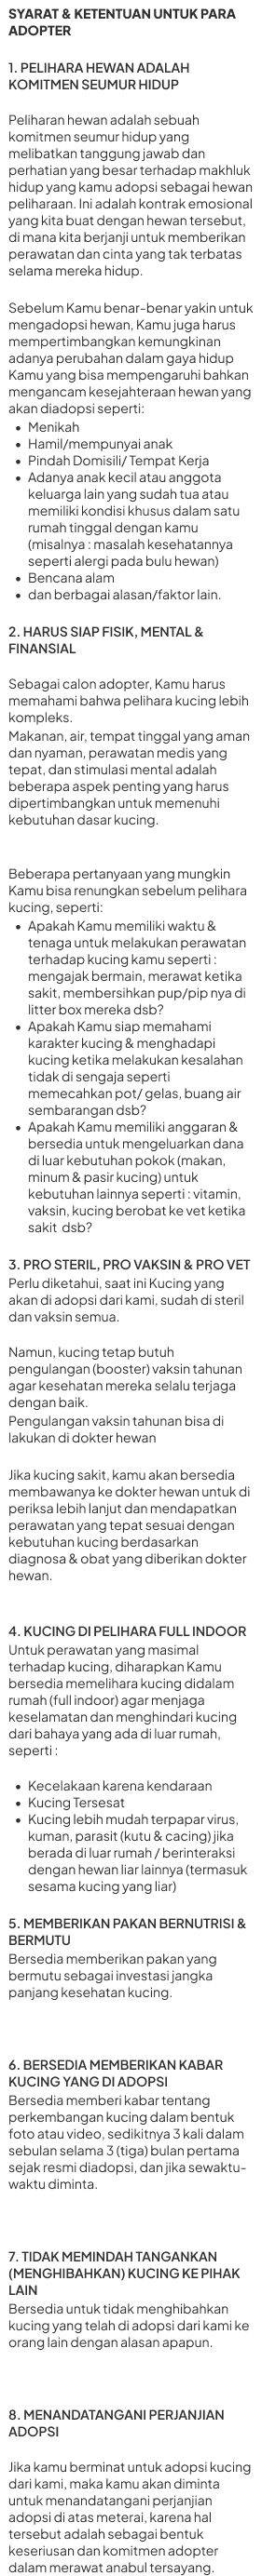 SYARAT & KETENTUAN UNTUK PARA
ADOPTER
1. PELIHARA HEWAN ADALAH
KOMITMEN SEUMUR HIDUP
Peliharan hewan adalah sebuah
komitmen seumur hidup yang
melibatkan tanggung jawab dan
perhatian yang besar terhadap makhluk
hidup yang kamu adopsi sebagai hewan
peliharaan. Ini adalah kontrak emosional
yang kita buat dengan hewan tersebut,
di mana kita berjanji untuk memberikan
perawatan dan cinta yang tak terbatas
selama mereka hidup.
Sebelum Kamu benar-benar yakin untuk
mengadopsi hewan, Kamu juga harus
mempertimbangkan kemungkinan
adanya perubahan dalam gaya hidup
Kamu yang bisa mempengaruhi bahkan
mengancam kesejahteraan hewan yang
akan diadopsi seperti:
• Menikah
• Hamil/mempunyai anak
• Pindah Domisili/ Tempat Kerja
• Adanya anak kecil atau anggota
keluarga lain yang sudah tua atau
memiliki kondisi khusus dalam satu
rumah tinggal dengan kamu
(misalnya : masalah kesehatannya
seperti alergi pada bulu hewan)
• Bencana alam
• dan berbagai alasan/faktor lain.
2. HARUS SIAP FISIK, MENTAL &
FINANSIAL
Sebagai calon adopter, Kamu harus
memahami bahwa pelihara kucing lebih
kompleks.
Makanan, air, tempat tinggal yang aman
dan nyaman, perawatan medis yang
tepat, dan stimulasi mental adalah
beberapa aspek penting yang harus
dipertimbangkan untuk memenuhi
kebutuhan dasar kucing.
Beberapa pertanyaan yang mungkin
Kamu bisa renungkan sebelum pelihara
kucing, seperti:
• Apakah Kamu memiliki waktu &
tenaga untuk melakukan perawatan
terhadap kucing kamu seperti :
mengajak bermain, merawat ketika
sakit, membersihkan pup/pip nya di
litter box mereka dsb?
• Apakah Kamu siap memahami
karakter kucing & menghadapi
kucing ketika melakukan kesalahan
tidak di sengaja seperti
memecahkan pot/ gelas, buang air
sembarangan dsb?
• Apakah Kamu memiliki anggaran &
bersedia untuk mengeluarkan dana
di luar kebutuhan pokok (makan,
minum & pasir kucing) untuk
kebutuhan lainnya seperti : vitamin,
vaksin, kucing berobat ke vet ketika
sakit dsb?
3. PRO STERIL, PRO VAKSIN & PRO VET
Perlu diketahui, saat ini Kucing yang
akan di adopsi dari kami, sudah di steril
dan vaksin semua.
Namun, kucing tetap butuh
pengulangan (booster) vaksin tahunan
agar kesehatan mereka selalu terjaga
dengan baik.
Pengulangan vaksin tahunan bisa di
lakukan di dokter hewan
Jika kucing sakit, kamu akan bersedia
membawanya ke dokter hewan untuk di
periksa lebih lanjut dan mendapatkan
perawatan yang tepat sesuai dengan
kebutuhan kucing berdasarkan
diagnosa & obat yang diberikan dokter
hewan.
4. KUCING DI PELIHARA FULL INDOOR
Untuk perawatan yang masimal
terhadap kucing, diharapkan Kamu
bersedia memelihara kucing didalam
rumah (full indoor) agar menjaga
keselamatan dan menghindari kucing
dari bahaya yang ada di luar rumah,
seperti :
• Kecelakaan karena kendaraan
• Kucing Tersesat
• Kucing lebih mudah terpapar virus,
kuman, parasit (kutu & cacing) jika
berada di luar rumah / berinteraksi
dengan hewan liar lainnya (termasuk
sesama kucing yang liar)
5. MEMBERIKAN PAKAN BERNUTRISI &
BERMUTU
Bersedia memberikan pakan yang
bermutu sebagai investasi jangka
panjang kesehatan kucing.
6. BERSEDIA MEMBERIKAN KABAR
KUCING YANG DI ADOPSI
Bersedia memberi kabar tentang
perkembangan kucing dalam bentuk
foto atau video, sedikitnya 3 kali dalam
sebulan selama 3 (tiga) bulan pertama
sejak resmi diadopsi, dan jika sewaktu-
waktu diminta.
7. TIDAK MEMINDAH TANGANKAN
(MENGHIBAHKAN) KUCING KE PIHAK
LAIN
Bersedia untuk tidak menghibahkan
kucing yang telah di adopsi dari kami ke
orang lain dengan alasan apapun.
8. MENANDATANGANI PERJANJIAN
ADOPSI
Jika kamu berminat untuk adopsi kucing
dari kami, maka kamu akan diminta
untuk menandatangani perjanjian
adopsi di atas meterai, karena hal
tersebut adalah sebagai bentuk
keseriusan dan komitmen adopter
dalam merawat anabul tersayang.